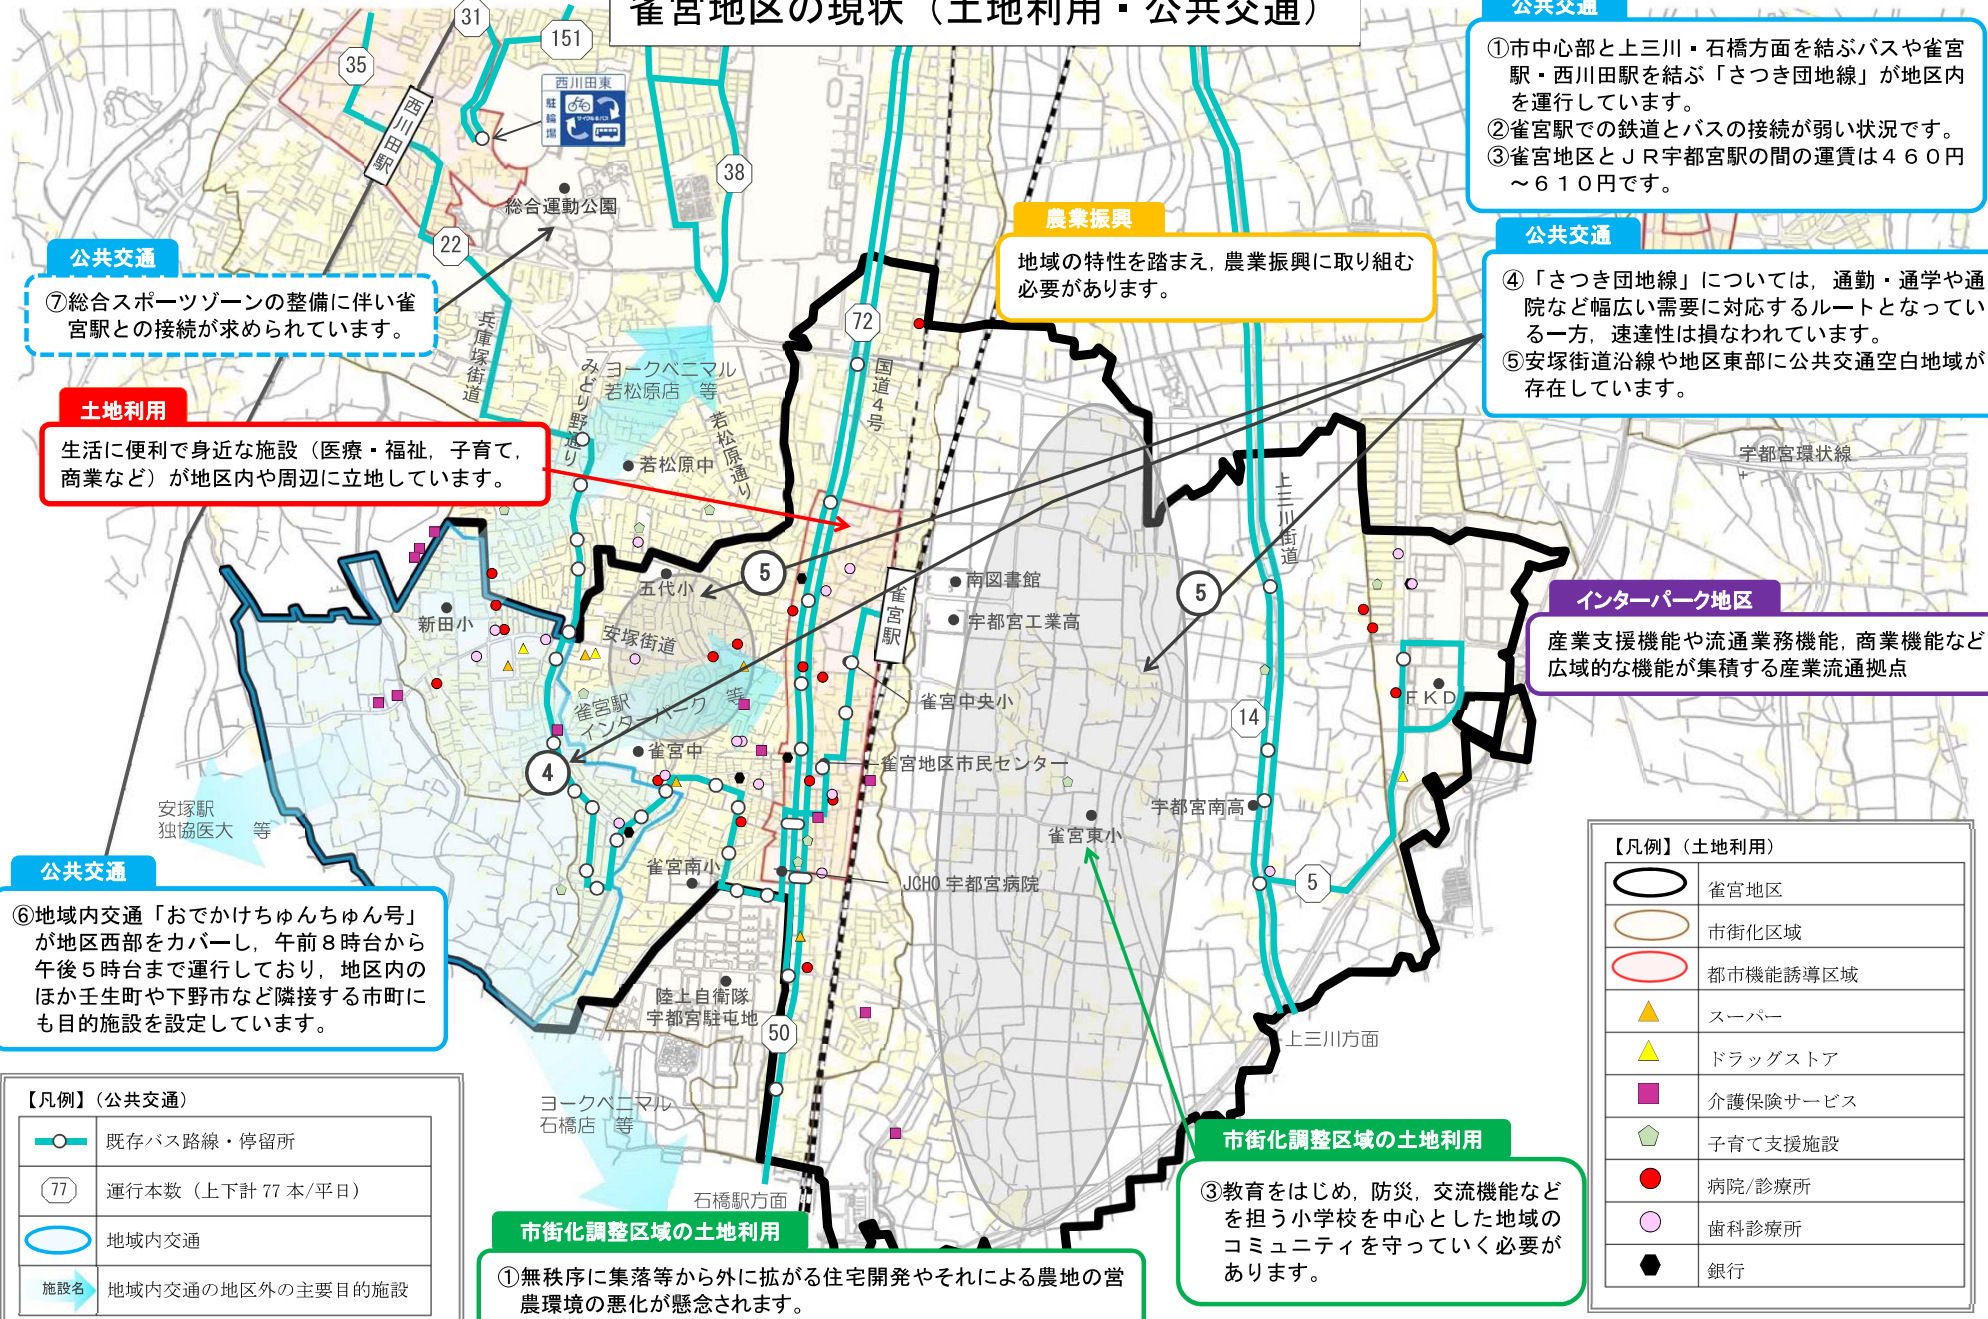 雀宮地区の現状（土地利用・公共交通）
公共交通
①市中心部と上三川・石橋方面を結ぶバスや雀宮
駅・西川田駅を結ぶ「さつき団地線」が地区内
を運行しています。
②雀宮駅での鉄道とバスの接続が弱い状況です。
③雀宮地区とＪＲ宇都宮駅の間の運賃は４６０円
～６１０円です。
公共交通
④「さつき団地線」については，通勤・通学や通
院など幅広い需要に対応するルートとなってい
る一方，速達性は損なわれています。
⑤安塚街道沿線や地区東部に公共交通空白地域が
存在しています。
農業振興
地域の特性を踏まえ，農業振興に取り組む
必要があります。
公共交通
⑦総合スポーツゾーンの整備に伴い雀
宮駅との接続が求められています。
土地利用
生活に便利で身近な施設（医療・福祉，子育て，
商業など）が地区内や周辺に立地しています。
インターパーク地区
産業支援機能や流通業務機能，商業機能など
広域的な機能が集積する産業流通拠点
公共交通
⑥地域内交通「おでかけちゅんちゅん号」
が地区西部をカバーし，午前８時台から
午後５時台まで運行しており，地区内の
ほか壬生町や下野市など隣接する市町に
も目的施設を設定しています。
市街化調整区域の土地利用
①無秩序に集落等から外に拡がる住宅開発やそれによる農地の営
農環境の悪化が懸念されます。
市街化調整区域の土地利用
③教育をはじめ，防災，交流機能など
を担う小学校を中心とした地域の
コミュニティを守っていく必要が
あります。
31
151
35
西川田東
駐輪場
サイクル&バス
西川田駅
38
総合運動公園
22
兵庫塚街道
みどり野通り
ヨークベニマル
若松原店　等
若松原通り
若松原中
72
国道４号
宇都宮環状線
上三川街道
5
五代小
南図書館
雀宮駅
宇都宮工業高
5
新田小
安塚街道
雀宮駅
インターパーク　等
雀宮中央小
FKD
14
雀宮中
雀宮地区市民センター
4
安塚駅
独協医大　等
宇都宮南高
雀宮東小
雀宮南小
JCHO 宇都宮病院
5
陸上自衛隊
宇都宮駐屯地
50
上三川方面
ヨークベニマル
石橋店　等
石橋駅方面
【凡例】（公共交通）
既存バス路線・停留所
77
運行本数（上下計 77 本/平日）
地域内交通
施設名
地域内交通の地区外の主要目的施設
【凡例】（土地利用）
雀宮地区
市街化区域
都市機能誘導区域
スーパー
ドラッグストア
介護保険サービス
子育て支援施設
病院/診療所
歯科診療所
銀行